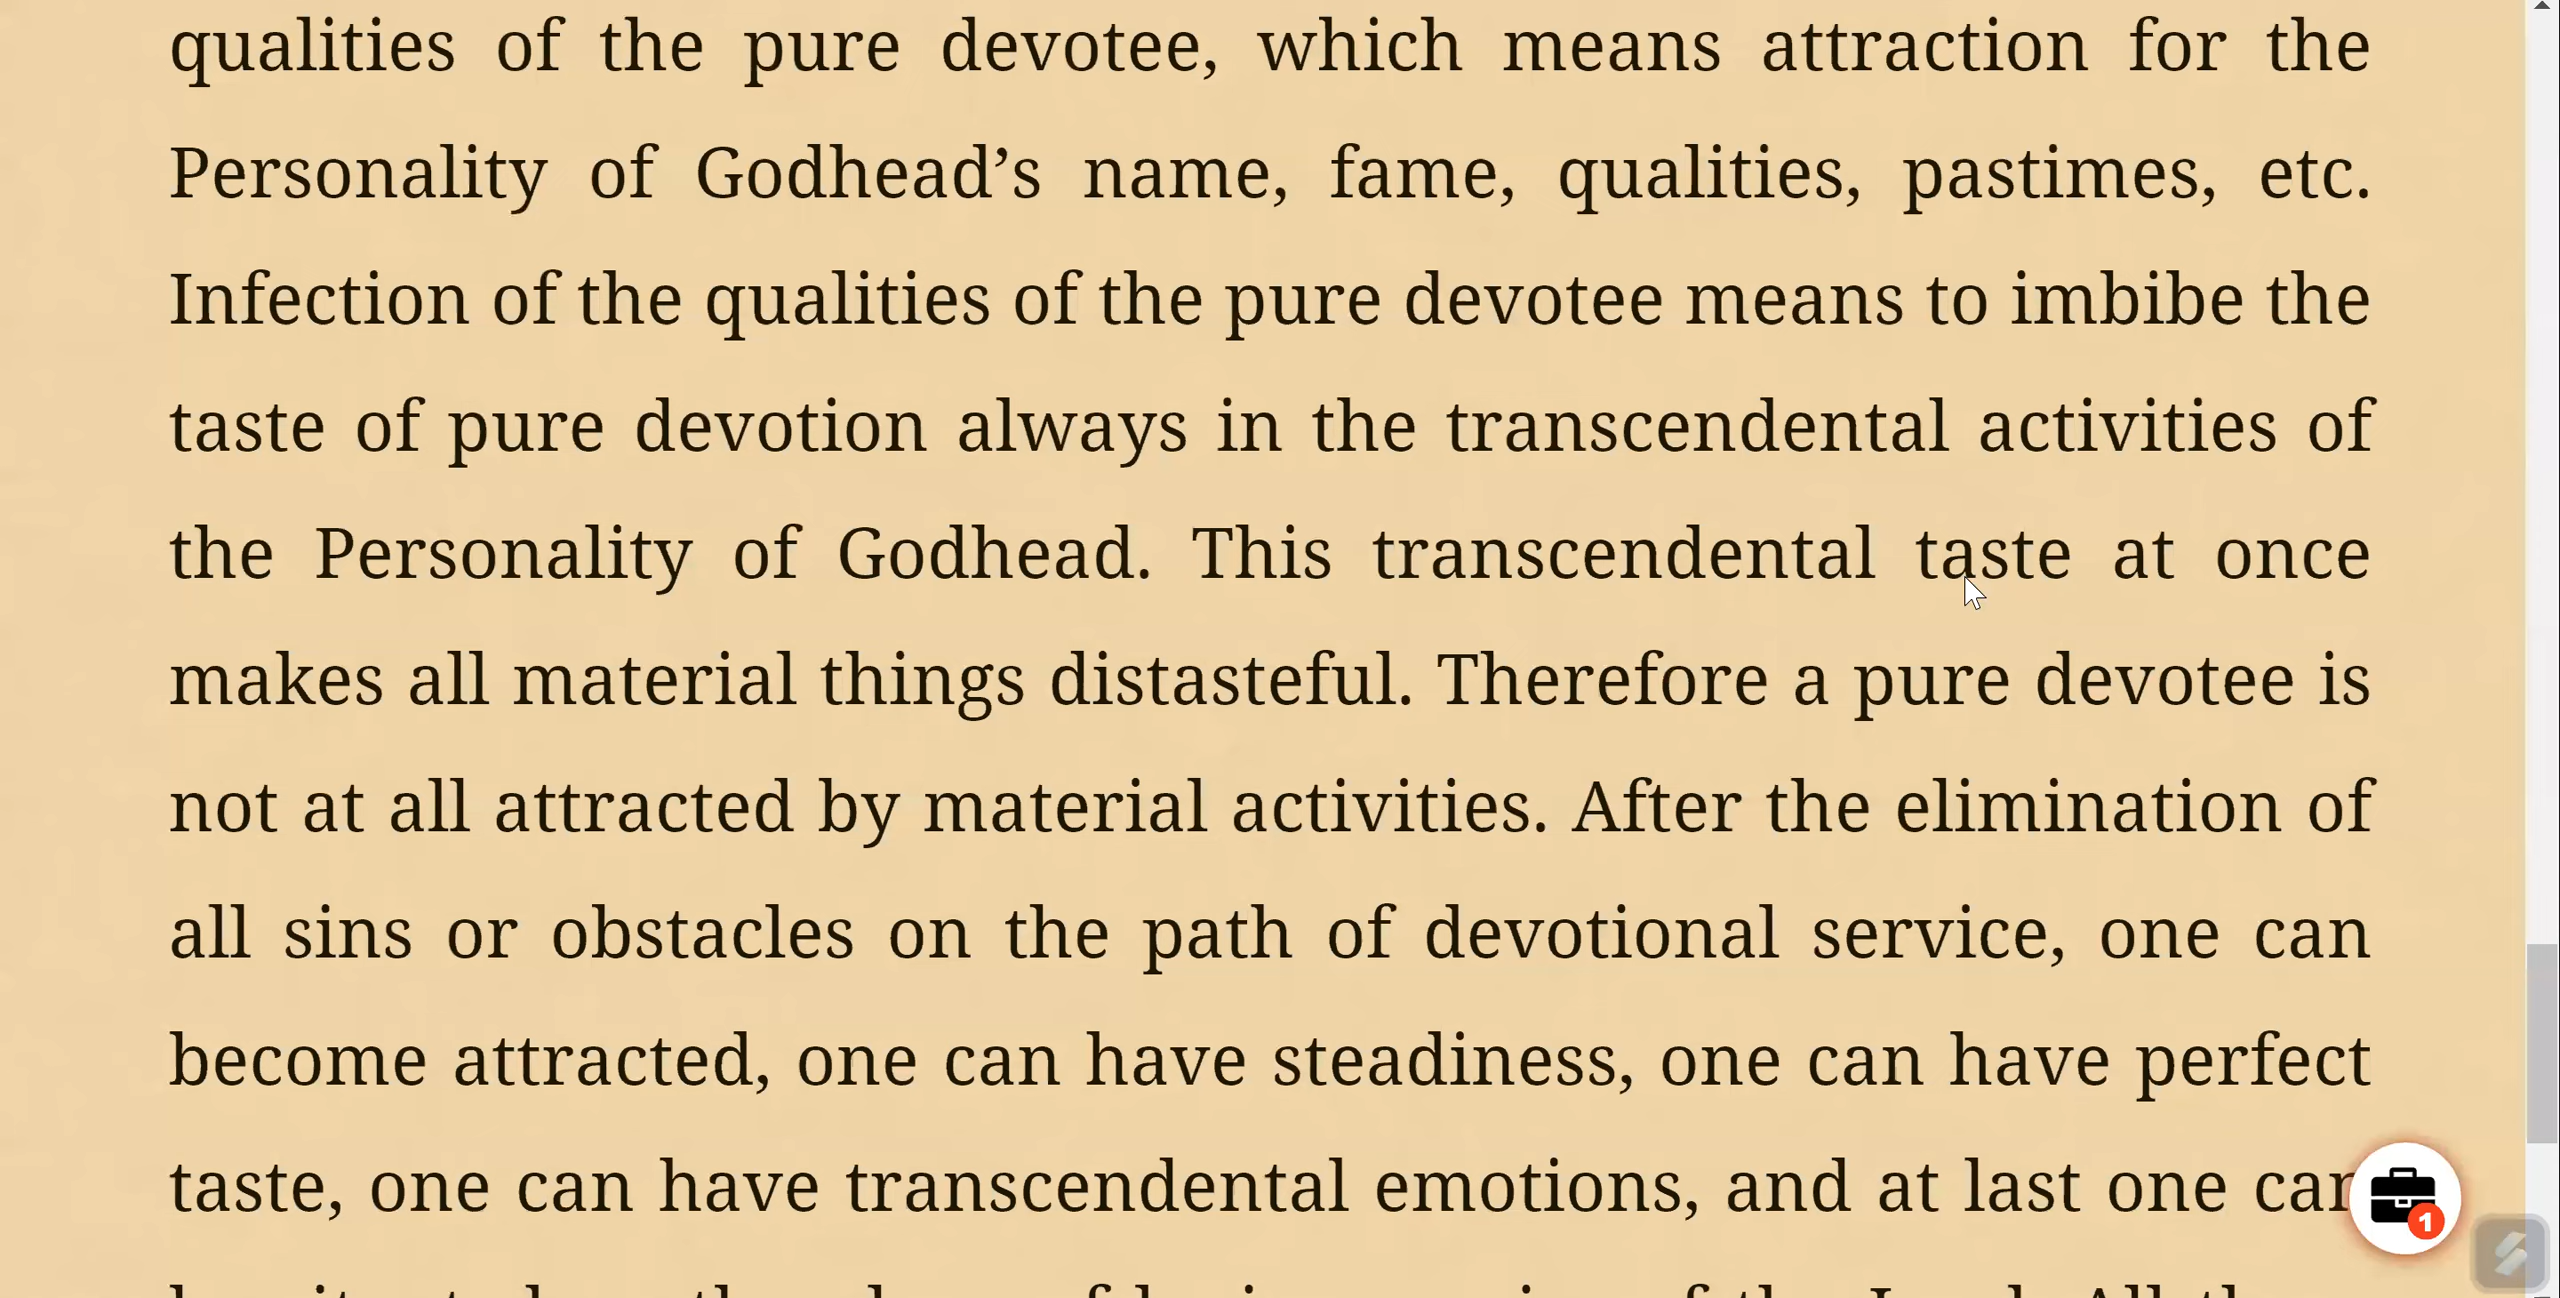 qualities of the pure devotee, which means attraction for the
Personality of Godhead’s name, fame, qualities, pastimes, etc.
Infection of the qualities of the pure devotee means to imbibe the
taste of pure devotion always in the transcendental activities of
the Personality of Godhead. This transcendental taste at once
makes all material things distasteful. Therefore a pure devotee is
not at all attracted by material activities. After the elimination of
all sins or obstacles on the path of devotional service, one can
become attracted, one can have steadiness, one can have perfect
taste, one can have transcendental emotions, and at last one can
1